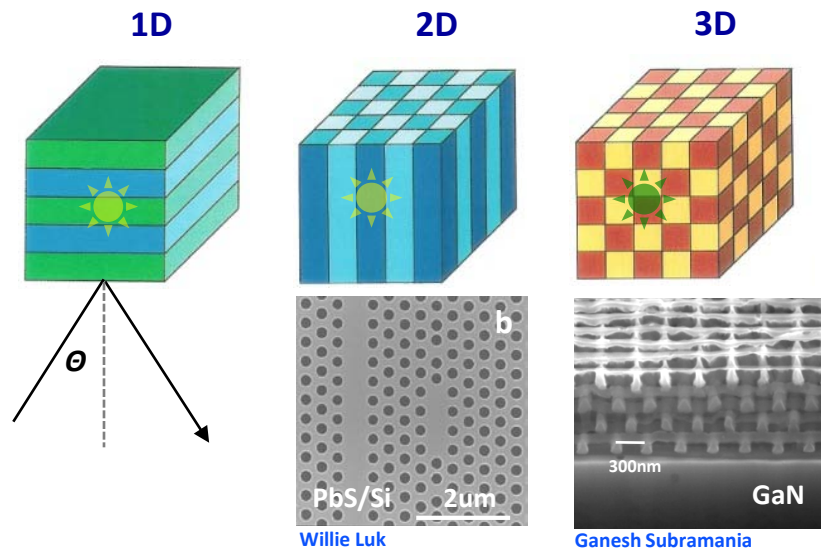 1D
2D
3D
Θ
b
PbS/Si
2um
300nm
GaN
Willie Luk
Ganesh Subramania